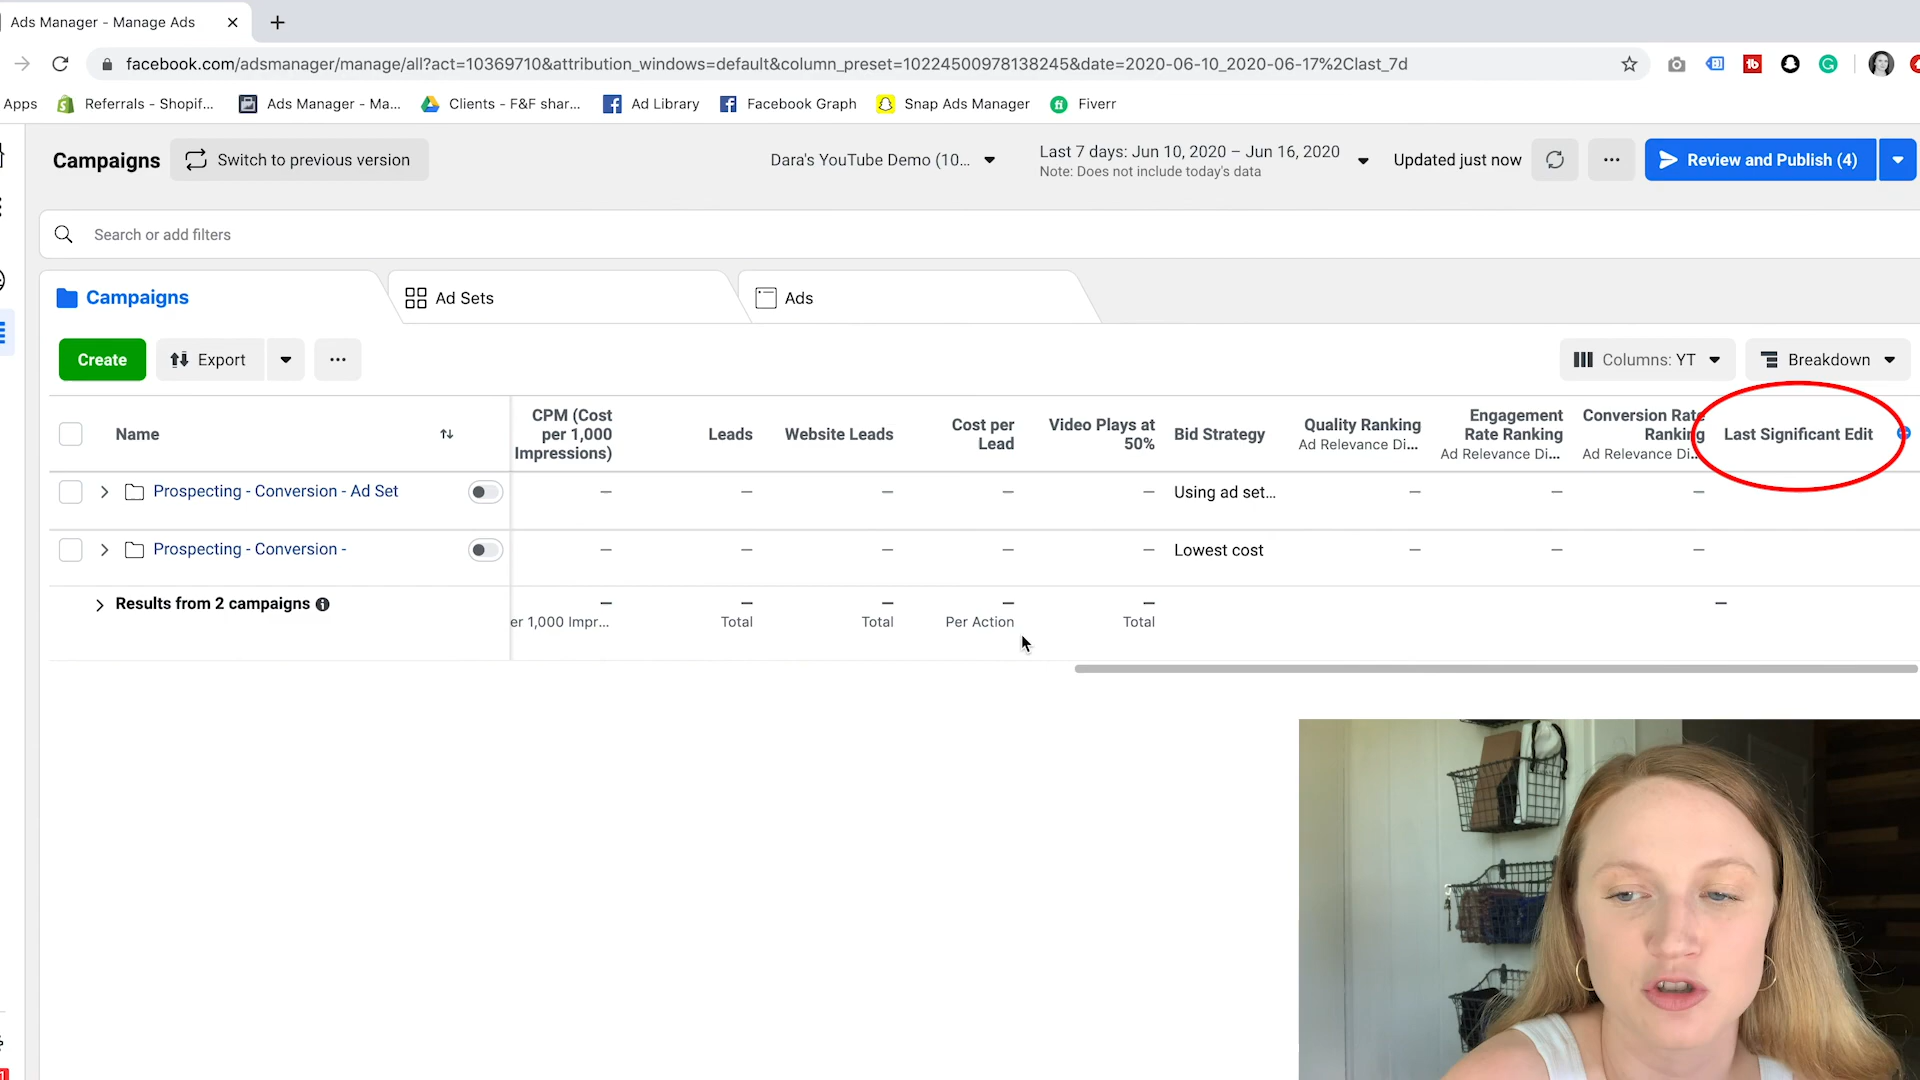 Ads Manager - Manage Ads
facebook.com/adsmanager/manage/all?act=10369710&attribution_windows=default&column_preset=10224500978138245&date=2020-06-10_2020-06-17%2Clast_7d
Apps Referrals - Shopif... Ads Manager - Ma... Clients - F&F shar... Ad Library Facebook Graph Snap Ads Manager Fiverr
Campaigns Switch to previous version Dara's YouTube Demo (10... Last 7 days: Jun 10, 2020 – Jun 16, 2020 Updated just now Review and Publish (4)
Note: Does not include today's data
Search or add filters
Campaigns Ad Sets Ads
Create Export Columns: YT Breakdown
Name
CPM (Cost
per 1,000
Impressions)
Leads
Website Leads
Cost per
Lead
Video Plays at
50%
Bid Strategy
Quality Ranking
Ad Relevance Di...
Engagement
Rate Ranking
Ad Relevance Di...
Conversion Rate
Ranking
Ad Relevance Di...
Last Significant Edit
Prospecting - Conversion - Ad Set — — — — — Using ad set... — — —
Prospecting - Conversion - — — — — — Lowest cost — — —
Results from 2 campaigns — — — — — —
er 1,000 Impr... Total Total Per Action Total